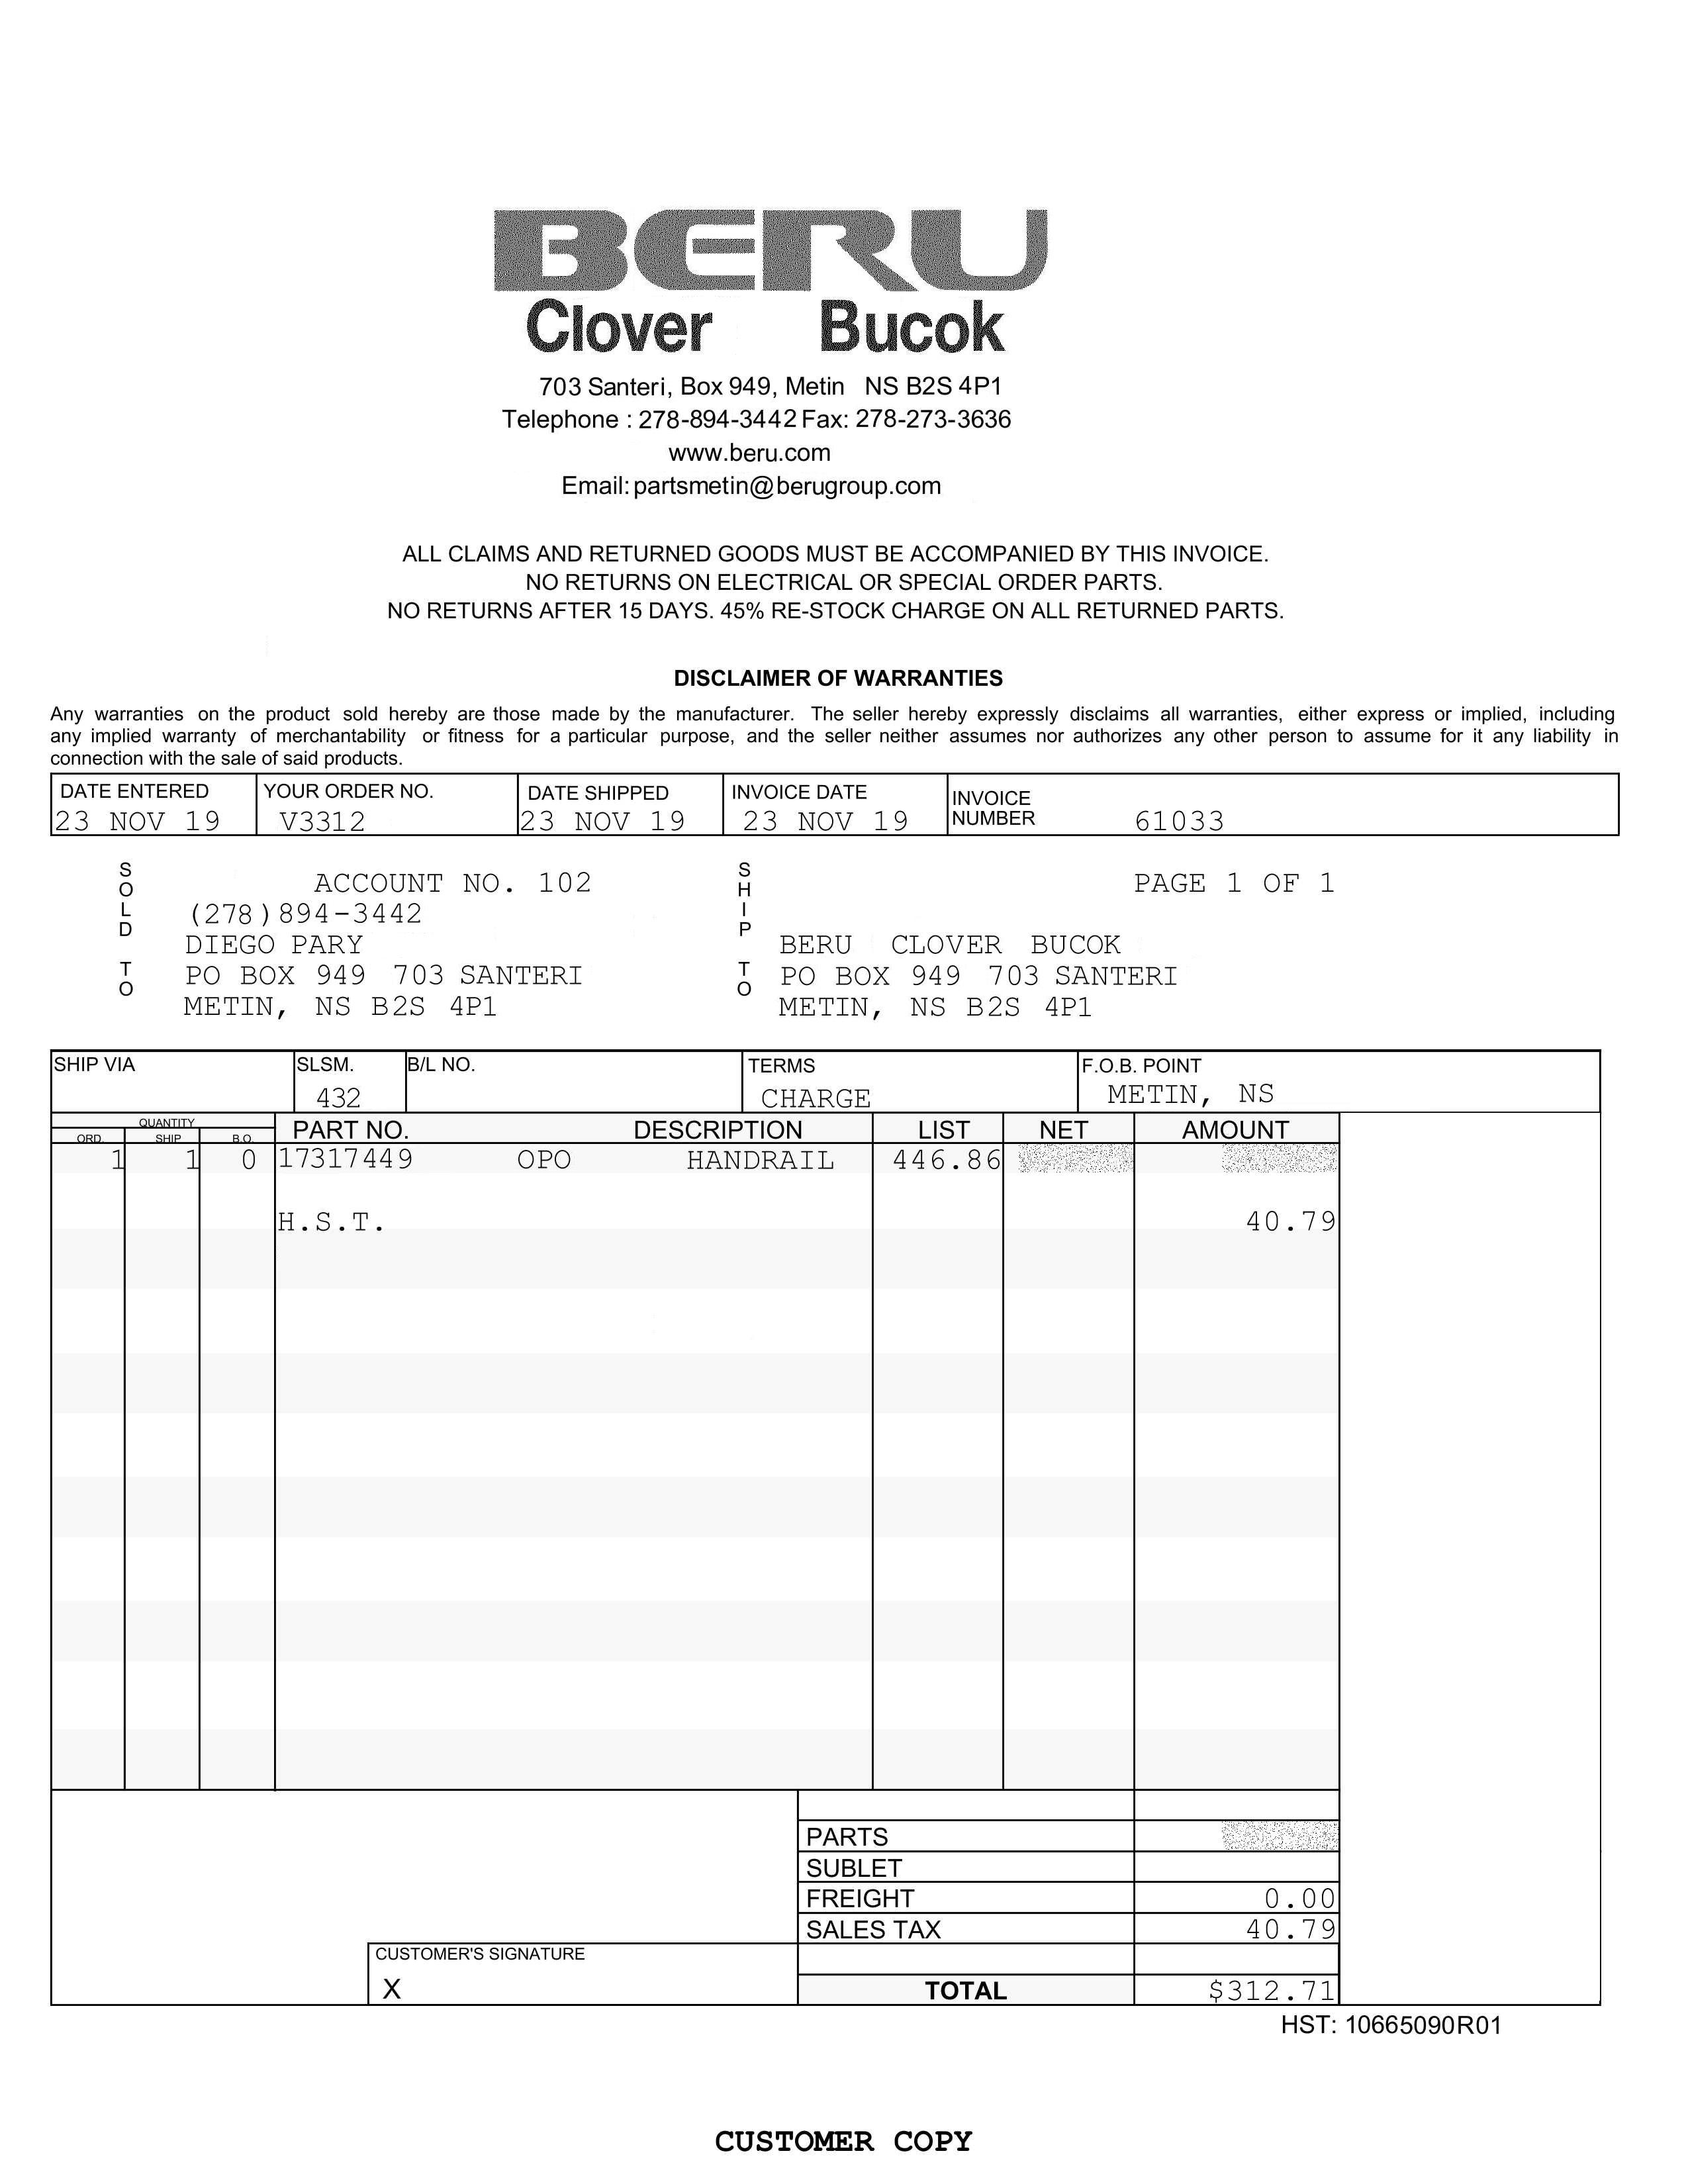 BERU
Clover Bucok
703 Santeri, Box 949, Metin NS B2S 4P1
Telephone : 278-894-3442 Fax: 278-273-3636
www.beru.com
Email: partsmetin@berugroup.com
ALL CLAIMS AND RETURNED GOODS MUST BE ACCOMPANIED BY THIS INVOICE.
NO RETURNS ON ELECTRICAL OR SPECIAL ORDER PARTS.
NO RETURNS AFTER 15 DAYS. 45% RE-STOCK CHARGE ON ALL RETURNED PARTS.
DISCLAIMER OF WARRANTIES
Any warranties on the product sold hereby are those made by the manufacturer. The seller hereby expressly disclaims all warranties, either express or implied, including
any implied warranty of merchantability or fitness for a particular purpose, and the seller neither assumes nor authorizes any other person to assume for it any liability in
connection with the sale of said products.
DATE ENTERED YOUR ORDER NO. DATE SHIPPED INVOICE DATE INVOICE NUMBER
23 NOV 19 V3312 23 NOV 19 23 NOV 19 61033
SOLD TO
ACCOUNT NO. 102
(278)894-3442
DIEGO PARY
PO BOX 949 703 SANTERI
METIN, NS B2S 4P1
SHIP TO
PAGE 1 OF 1
BERU CLOVER BUCOK
PO BOX 949 703 SANTERI
METIN, NS B2S 4P1
SHIP VIA SLSM. B/L NO. TERMS F.O.B. POINT
432 CHARGE METIN, NS
QUANTITY
ORD. SHIP B.O. PART NO. DESCRIPTION LIST NET AMOUNT
1 1 0 17317449 OPO HANDRAIL 446.86
H.S.T. 40.79
PARTS
SUBLET
FREIGHT 0.00
SALES TAX 40.79
CUSTOMER'S SIGNATURE
X
TOTAL $312.71
HST: 10665090R01
CUSTOMER COPY